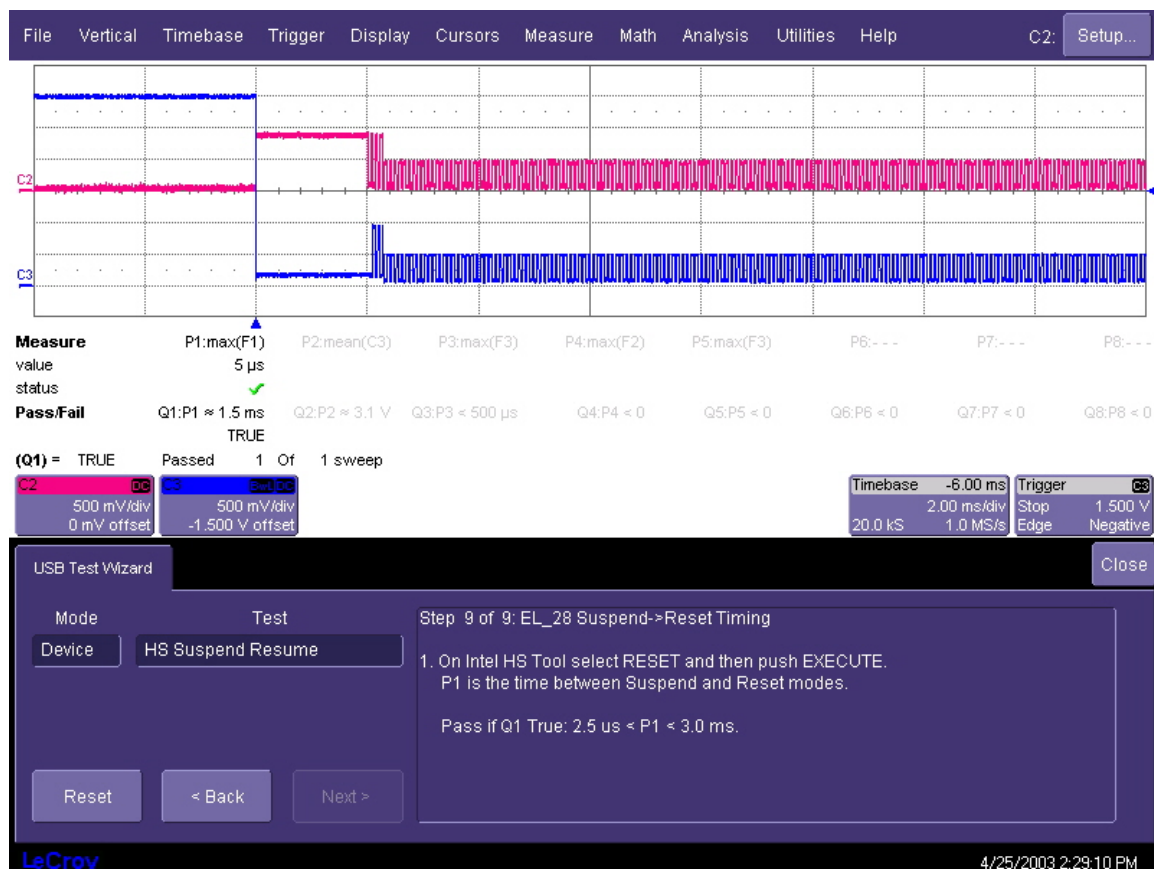 File Vertical Timebase Trigger Display Cursors Measure Math Analysis Utilities Help C2: Setup...
C2
C3
Measure P1:max(F1) P2:mean(C3) P3:max(F3) P4:max(F2) P5:max(F3) P6:- - - P7:- - - P8:- - -
value 5 µs
status
Pass/Fail Q1:P1 ≈ 1.5 ms Q2:P2 ≈ 3.1 V Q3:P3 < 500 µs Q4:P4 < 0 Q5:P5 < 0 Q6:P6 < 0 Q7:P7 < 0 Q8:P8 < 0
TRUE
(Q1) = TRUE Passed 1 Of 1 sweep
C2 DC C3 BwL DC Timebase -6.00 ms Trigger C3
500 mV/div 500 mV/div 2.00 ms/div Stop 1.500 V
0 mV offset -1.500 V offset 20.0 kS 1.0 MS/s Edge Negative
USB Test Wizard Close
Mode Test
Device HS Suspend Resume
Step 9 of 9: EL_28 Suspend->Reset Timing
1. On Intel HS Tool select RESET and then push EXECUTE.
P1 is the time between Suspend and Reset modes.
Pass if Q1 True: 2.5 us < P1 < 3.0 ms.
Reset < Back Next >
LeCroy 4/25/2003 2:29:10 PM